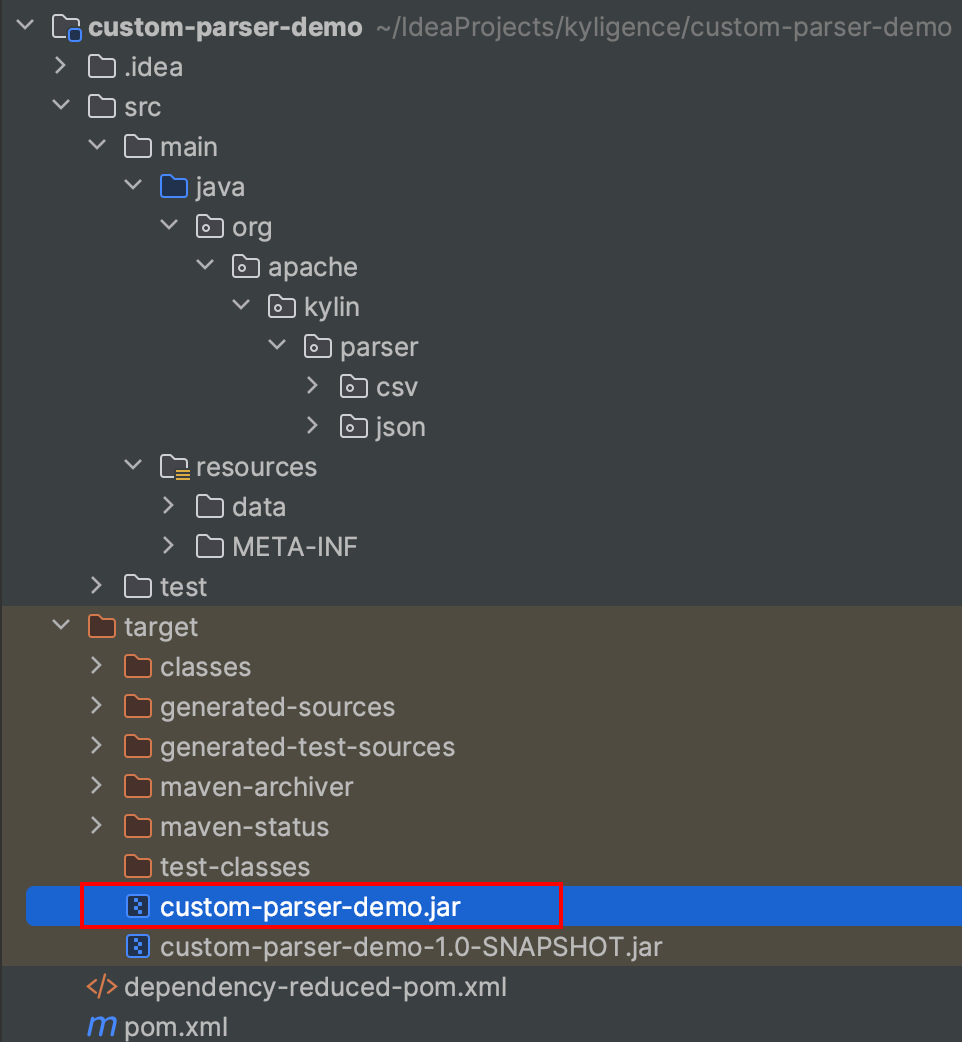 custom-parser-demo ~/IdeaProjects/kyligence/custom-parser-demo
.idea
src
main
java
org
apache
kylin
parser
csv
json
resources
data
META-INF
test
target
classes
generated-sources
generated-test-sources
maven-archiver
maven-status
test-classes
custom-parser-demo.jar
custom-parser-demo-1.0-SNAPSHOT.jar
</> dependency-reduced-pom.xml
m pom.xml